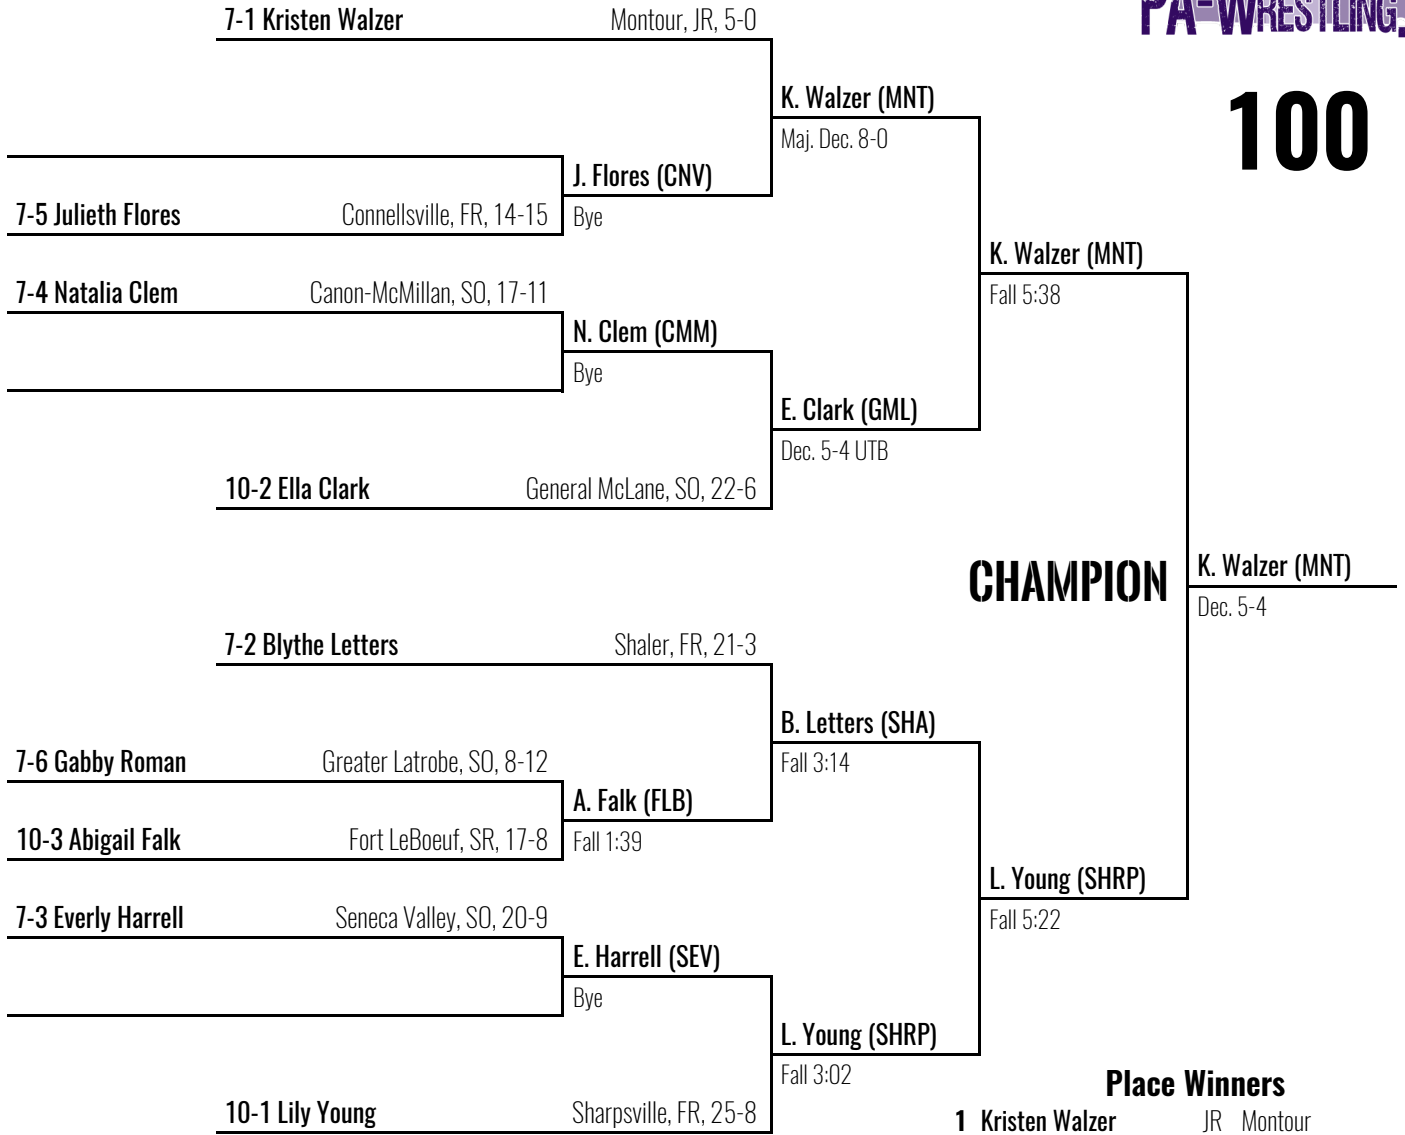 PA-WRESTLING.
100
7-1 Kristen Walzer Montour, JR, 5-0
K. Walzer (MNT)
Maj. Dec. 8-0
J. Flores (CNV)
7-5 Julieth Flores Connellsville, FR, 14-15
Bye
K. Walzer (MNT)
Fall 5:38
7-4 Natalia Clem Canon-McMillan, SO, 17-11
N. Clem (CMM)
Bye
E. Clark (GML)
Dec. 5-4 UTB
10-2 Ella Clark General McLane, SO, 22-6
CHAMPION
K. Walzer (MNT)
Dec. 5-4
7-2 Blythe Letters Shaler, FR, 21-3
B. Letters (SHA)
Fall 3:14
7-6 Gabby Roman Greater Latrobe, SO, 8-12
A. Falk (FLB)
10-3 Abigail Falk Fort LeBoeuf, SR, 17-8
Fall 1:39
L. Young (SHRP)
Fall 5:22
7-3 Everly Harrell Seneca Valley, SO, 20-9
E. Harrell (SEV)
Bye
L. Young (SHRP)
Fall 3:02
10-1 Lily Young Sharpsville, FR, 25-8
Place Winners
1 Kristen Walzer JR Montour